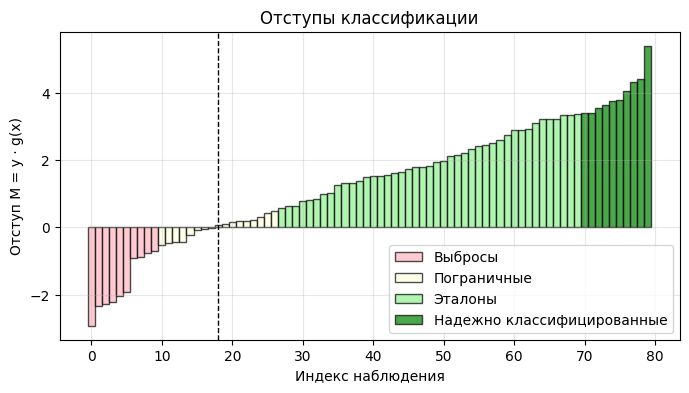 Отступы классификации
Отступ M = y · g(x)
4
2
0
−2
Выбросы
Пограничные
Эталоны
Надежно классифицированные
0 10 20 30 40 50 60 70 80
Индекс наблюдения